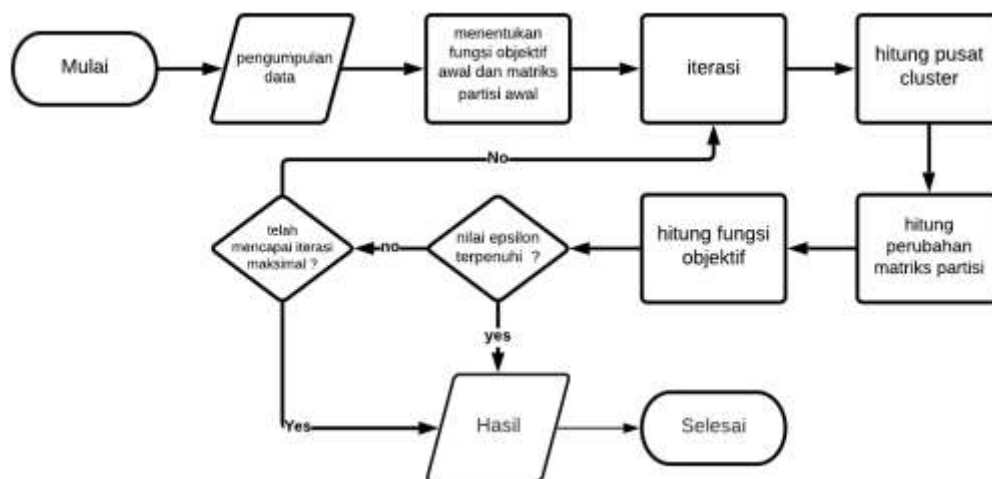 Mulai
pengumpulan
data
menentukan
fungsi objektif
awal dan matriks
partisi awal
iterasi
hitung pusat
cluster
No
telah
mencapai iterasi
maksimal ?
no
nilai epsilon
terpenuhi ?
hitung fungsi
objektif
hitung
perubahan
matriks partisi
yes
Yes
Hasil
Selesai